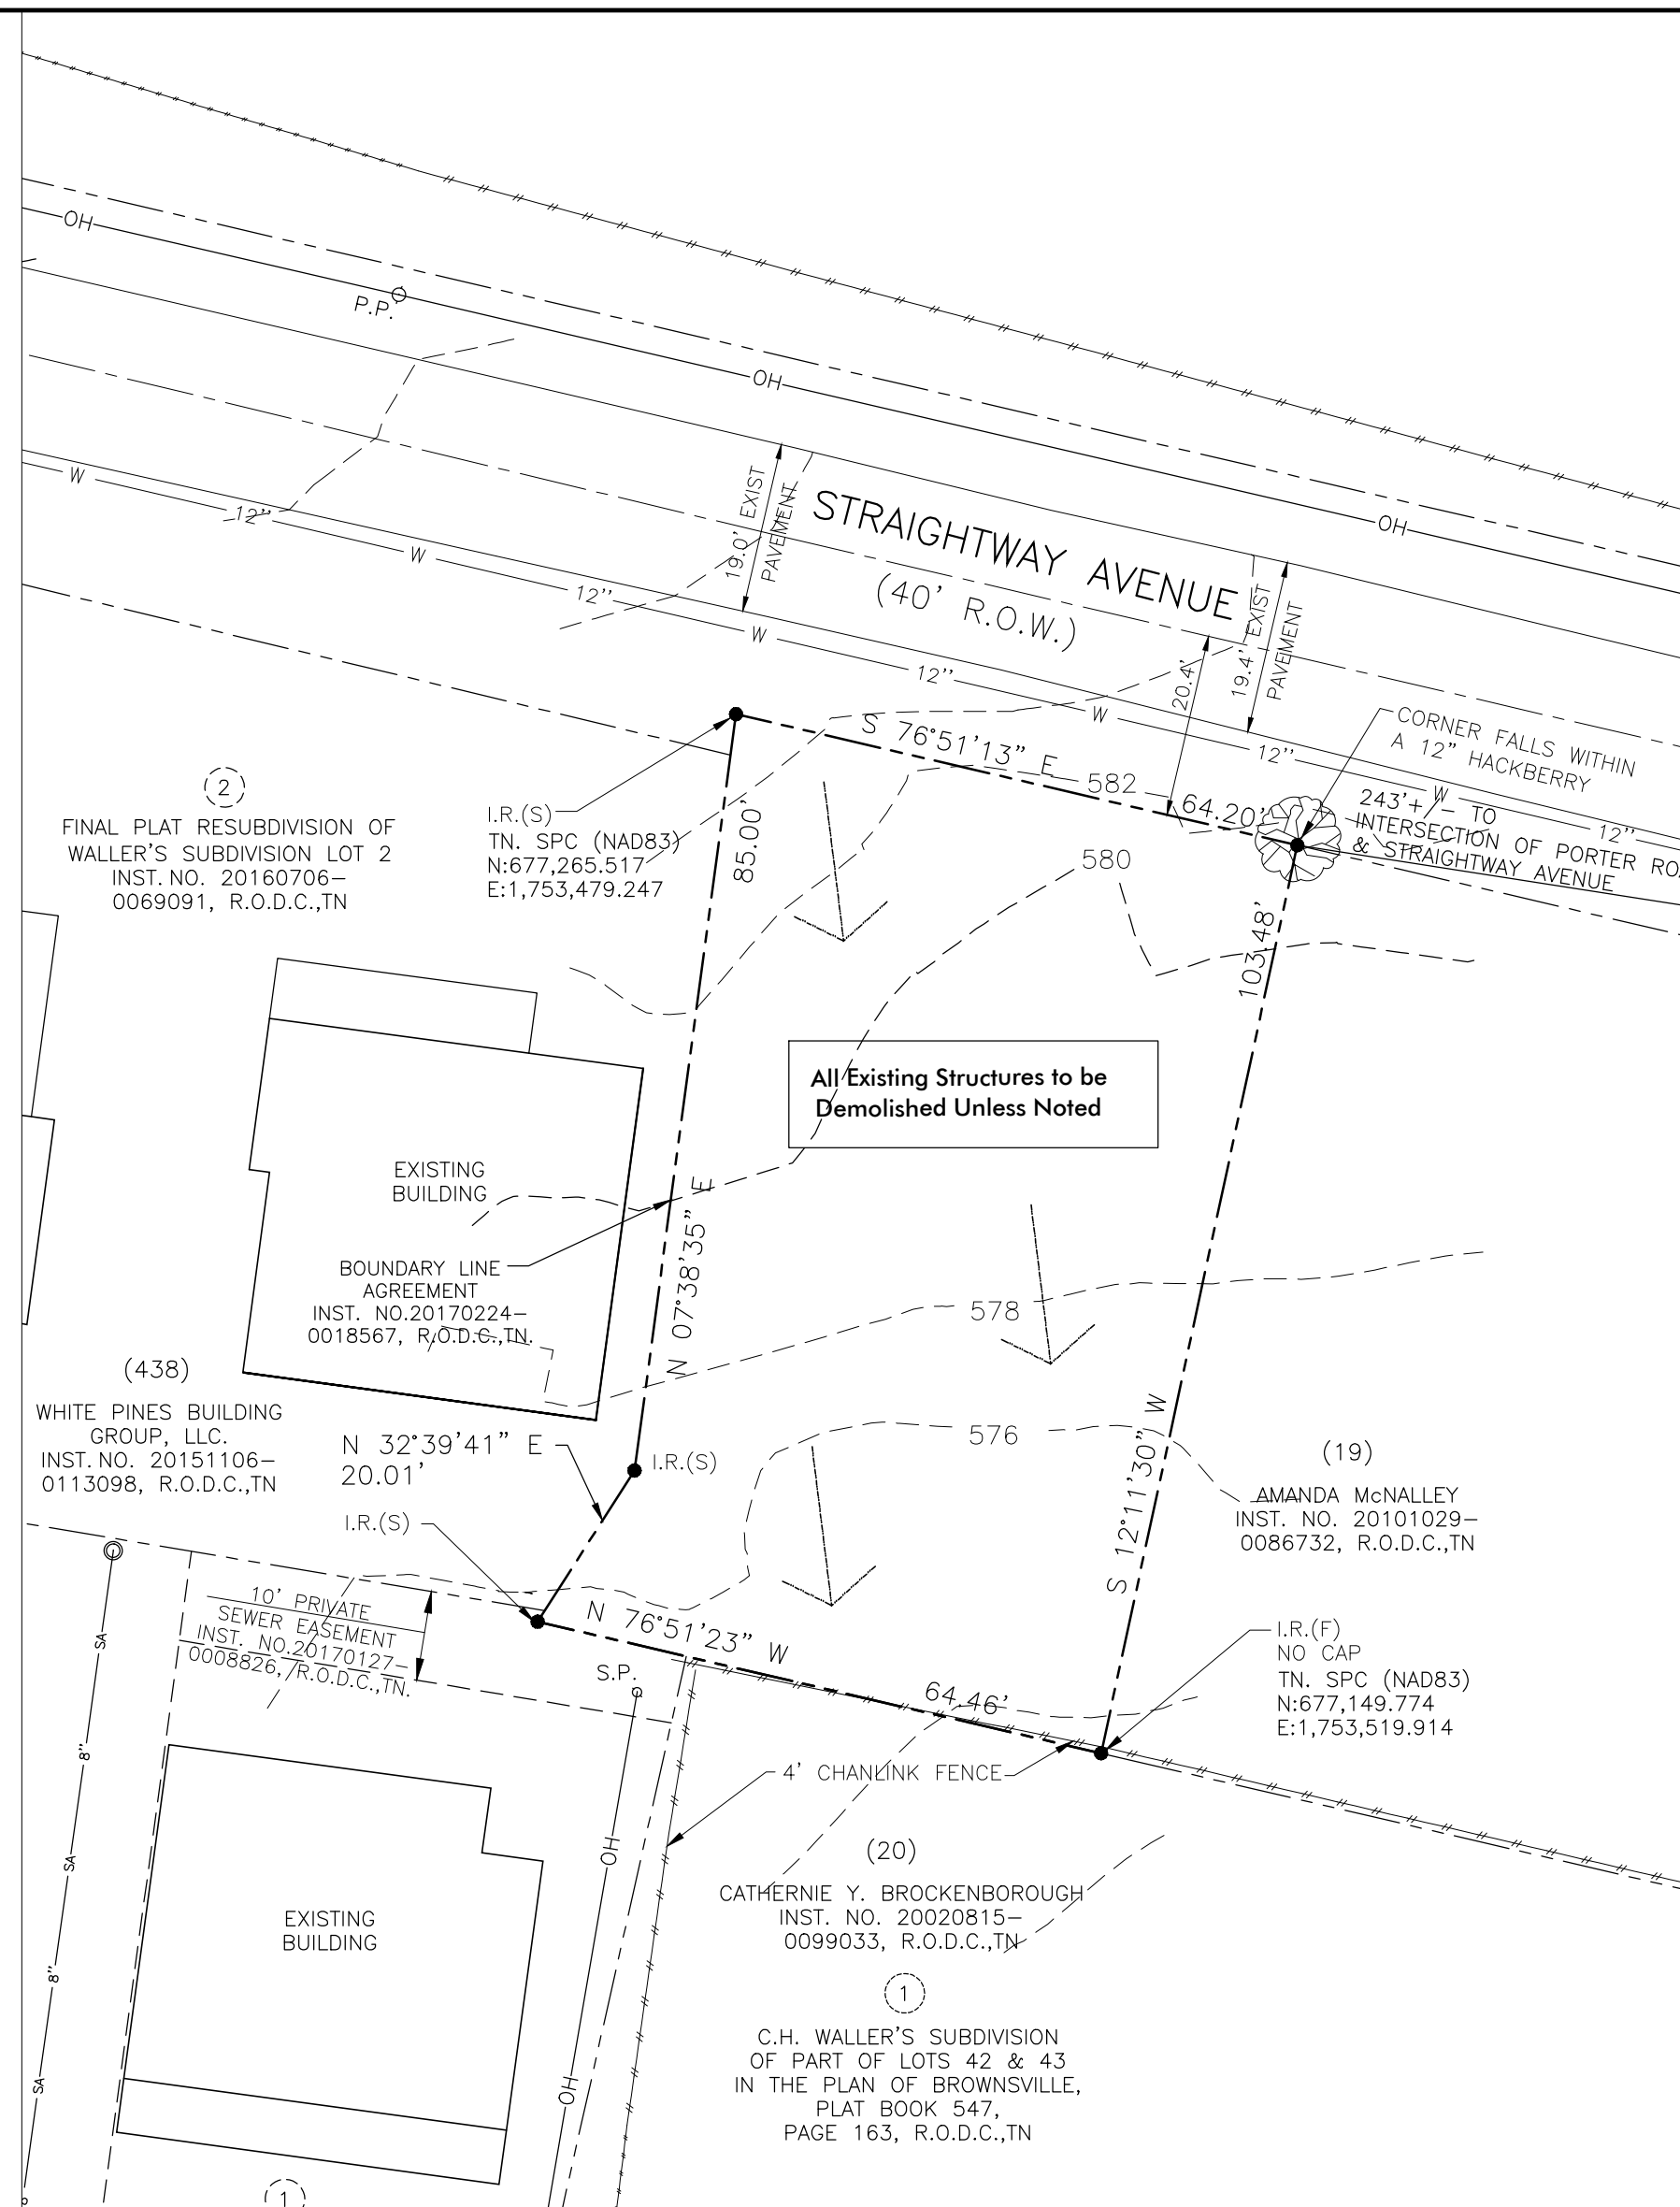 OH
P.P.
OH
OH
W
12"
W
12"
W
12"
W
12"
W
12"
19.0' EXIST
PAVEMENT
STRAIGHTWAY AVENUE
(40' R.O.W.)
20.4'
19.4' EXIST
PAVEMENT
CORNER FALLS WITHIN
A 12" HACKBERRY
243'+/- TO
INTERSECTION OF PORTER
& STRAIGHTWAY AVENUE
S 76°51'13" E
64.20'
582
580
2
FINAL PLAT RESUBDIVISION OF
WALLER'S SUBDIVISION LOT 2
INST. NO. 20160706-
0069091, R.O.D.C.,TN
I.R.(S)
TN. SPC (NAD83)
N:677,265.517
E:1,753,479.247
85.00'
103.48'
All Existing Structures to be
Demolished Unless Noted
EXISTING
BUILDING
N 07°38'35" E
BOUNDARY LINE
AGREEMENT
INST. NO.20170224-
0018567, R.O.D.C.,TN.
578
(438)
WHITE PINES BUILDING
GROUP, LLC.
INST. NO. 20151106-
0113098, R.O.D.C.,TN
N 32°39'41" E
20.01'
I.R.(S)
I.R.(S)
576
S 12°11'30" W
(19)
AMANDA McNALLEY
INST. NO. 20101029-
0086732, R.O.D.C.,TN
10' PRIVATE
SEWER EASEMENT
INST. NO.20170127-
0008826, R.O.D.C.,TN.
N 76°51'23" W
64.46'
S.P.
I.R.(F)
NO CAP
TN. SPC (NAD83)
N:677,149.774
E:1,753,519.914
4' CHANLINK FENCE
SA
8"
SA
8"
SA
OH
OH
(20)
CATHERNIE Y. BROCKENBOROUGH
INST. NO. 20020815-
0099033, R.O.D.C.,TN
EXISTING
BUILDING
1
C.H. WALLER'S SUBDIVISION
OF PART OF LOTS 42 & 43
IN THE PLAN OF BROWNSVILLE,
PLAT BOOK 547,
PAGE 163, R.O.D.C.,TN
1